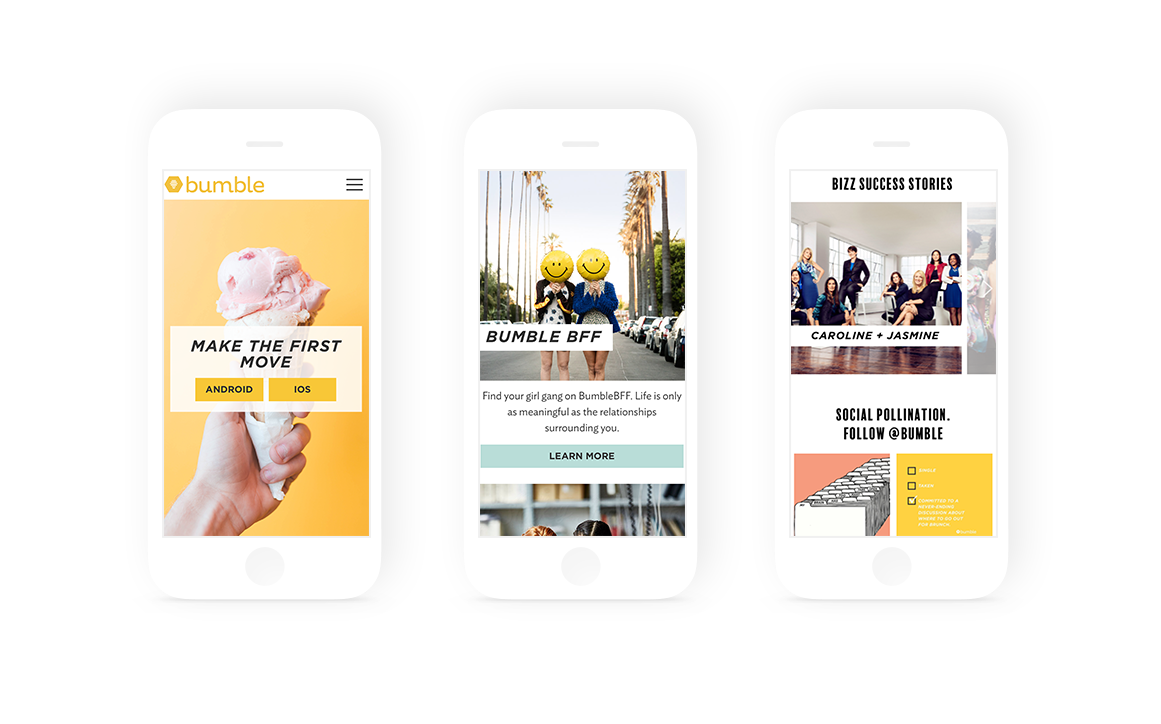 bumble
MAKE THE FIRST
MOVE
ANDROID
IOS
BUMBLE BFF
Find your girl gang on BumbleBFF. Life is only
as meaningful as the relationships
surrounding you.
LEARN MORE
BIZZ SUCCESS STORIES
CAROLINE + JASMINE
SOCIAL POLLINATION.
FOLLOW @BUMBLE
SINGLE
TAKEN
COMMITTED TO A
NEVER-ENDING
DISCUSSION ABOUT
WHERE TO GO OUT
FOR BRUNCH
bumble